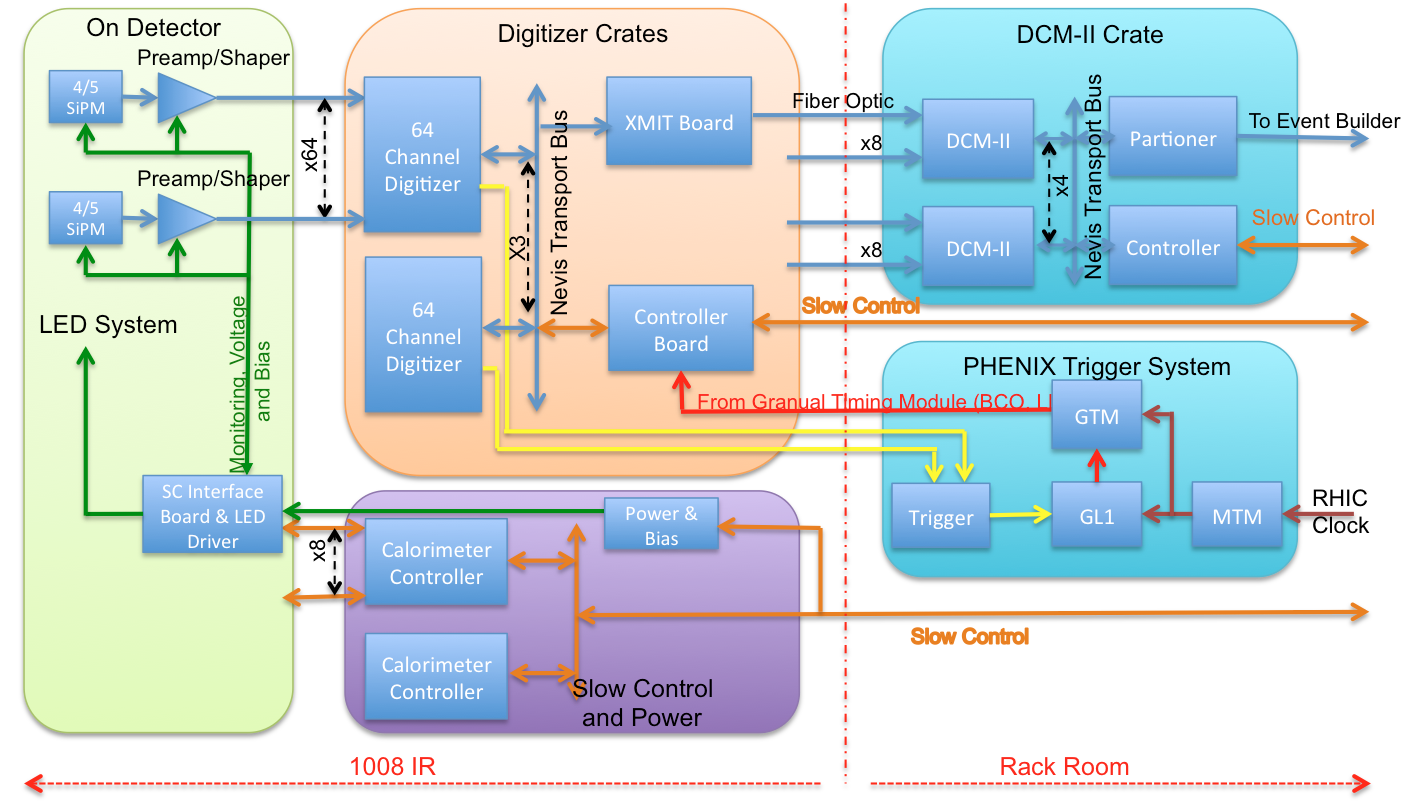 On Detector
Preamp/Shaper
4/5
SiPM
x64
Preamp/Shaper
4/5
SiPM
LED System
Monitoring, Voltage
and Bias
SC Interface
Board & LED
Driver
Digitizer Crates
64
Channel
Digitizer
XMIT Board
Nevis Transport Bus
X3
64
Channel
Digitizer
Controller
Board
Fiber Optic
x8
x8
DCM-II Crate
DCM-II
Nevis Transport Bus
Partioner
To Event Builder
x4
DCM-II
Controller
Slow Control
Slow Control
PHENIX Trigger System
From Granual Timing Module (BCO, L
GTM
Trigger
GL1
MTM
RHIC
Clock
Power &
Bias
x8
Calorimeter
Controller
Calorimeter
Controller
Slow Control
and Power
Slow Control
1008 IR
Rack Room